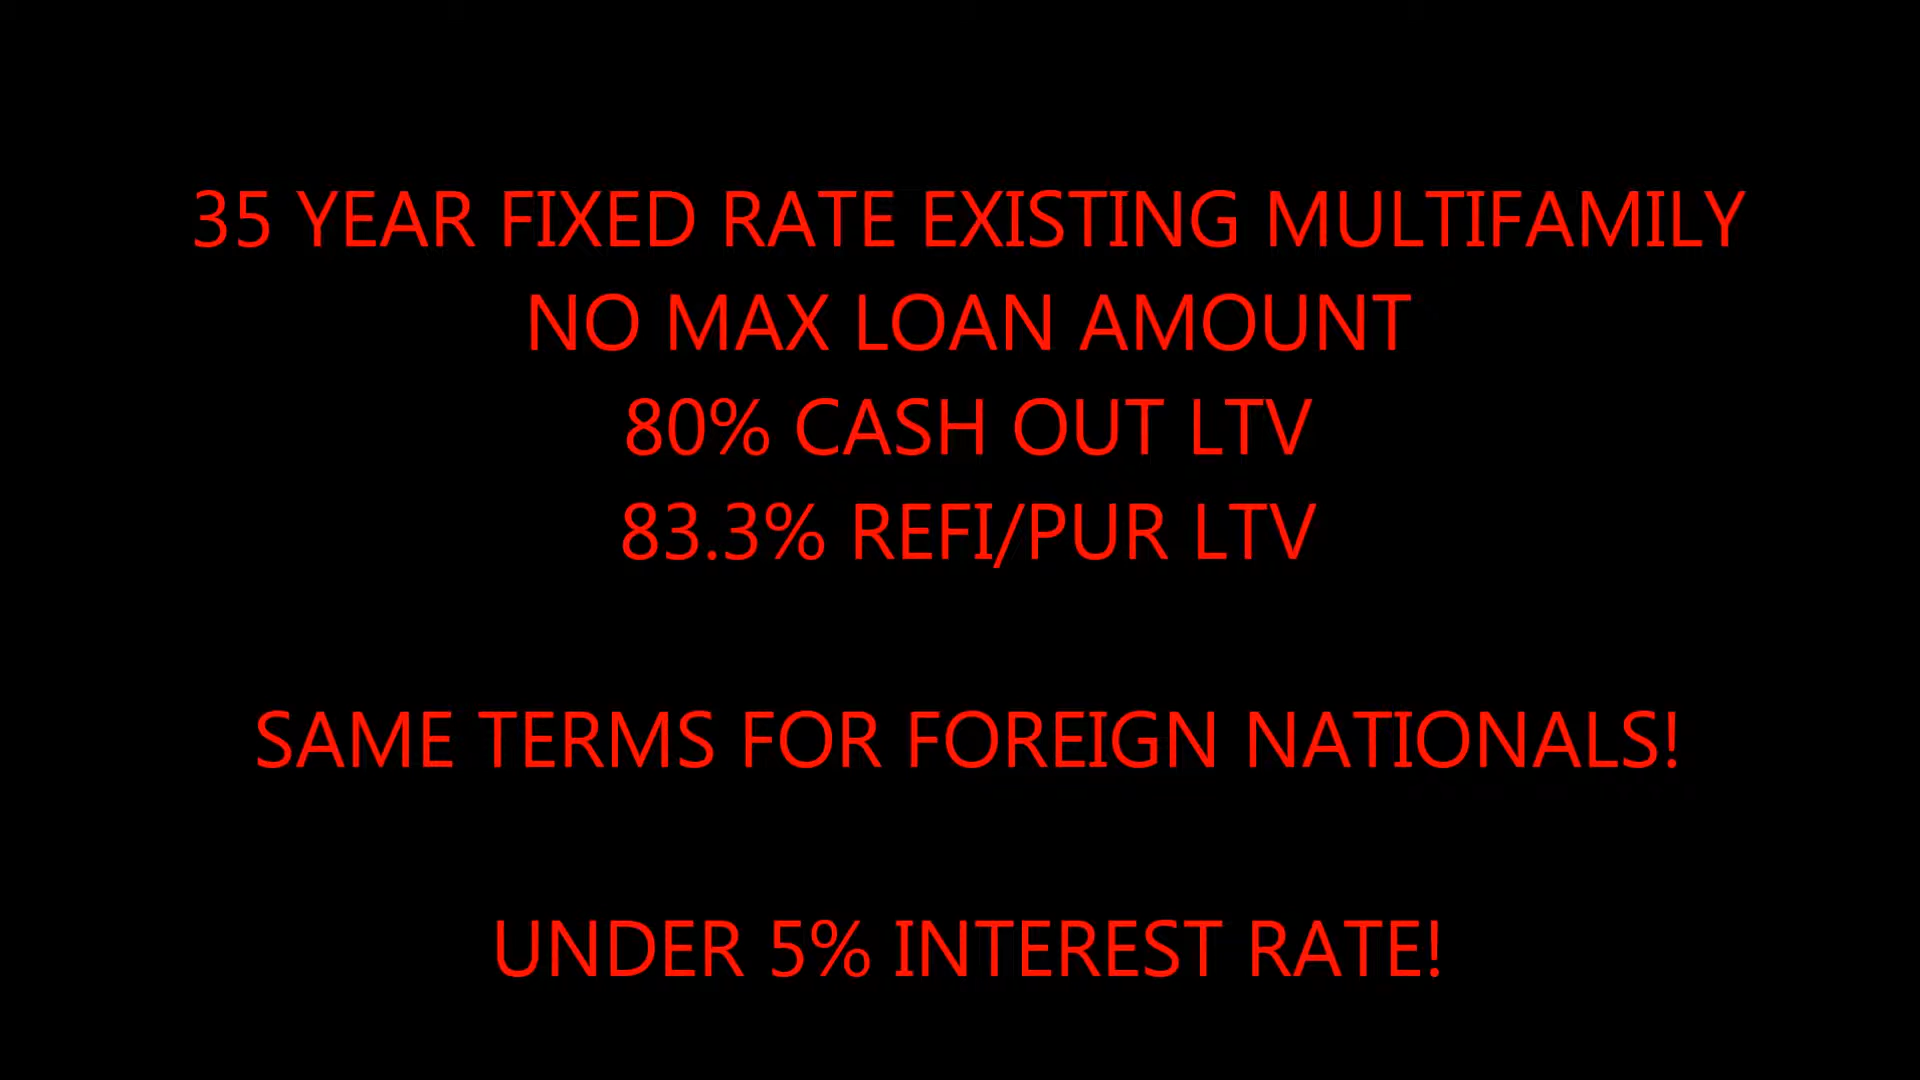 35 YEAR FIXED RATE EXISTING MULTIFAMILY
NO MAX LOAN AMOUNT
80% CASH OUT LTV
83.3% REFI/PUR LTV
SAME TERMS FOR FOREIGN NATIONALS!
UNDER 5% INTEREST RATE!